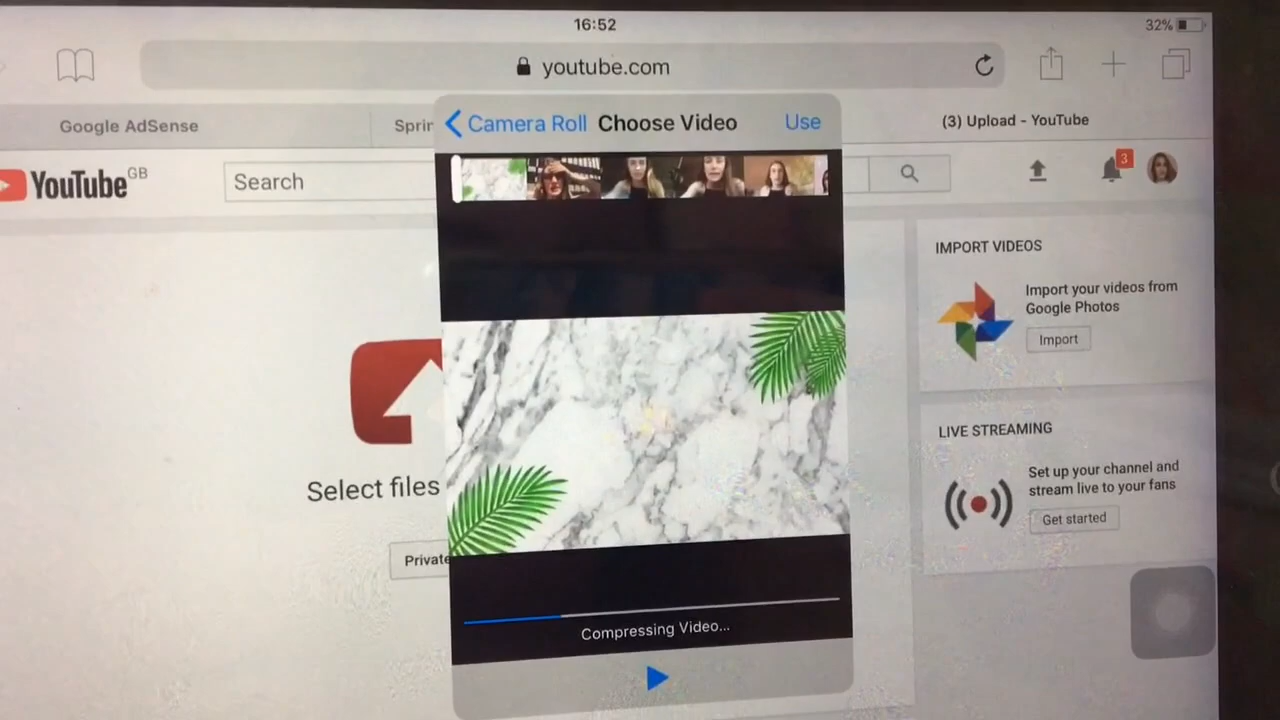 16:52
32%
youtube.com
Google AdSense
Sprin
(3) Upload - YouTube
Camera Roll Choose Video Use
YouTube GB
Search
3
IMPORT VIDEOS
Import your videos from
Google Photos
Import
Select files
Private
LIVE STREAMING
Set up your channel and
stream live to your fans
Get started
Compressing Video...